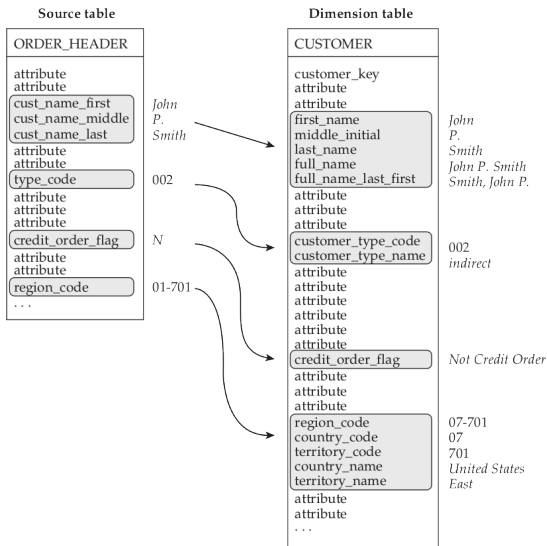 Source table
ORDER_HEADER
attribute
cust_name_first John
cust_name_middle P.
cust_name_last Smith
attribute
attribute
type_code 002
attribute
attribute
attribute
credit_order_flag N
attribute
attribute
region_code 01-701
. . .
Dimension table
CUSTOMER
customer_key
attribute
attribute
first_name John
middle_initial P.
last_name Smith
full_name John P. Smith
full_name_last_first Smith, John P.
attribute
attribute
attribute
customer_type_code 002
customer_type_name indirect
attribute
attribute
attribute
attribute
attribute
attribute
credit_order_flag Not Credit Order
attribute
attribute
attribute
region_code 07-701
country_code 07
territory_code 701
country_name United States
territory_name East
attribute
attribute
. . .